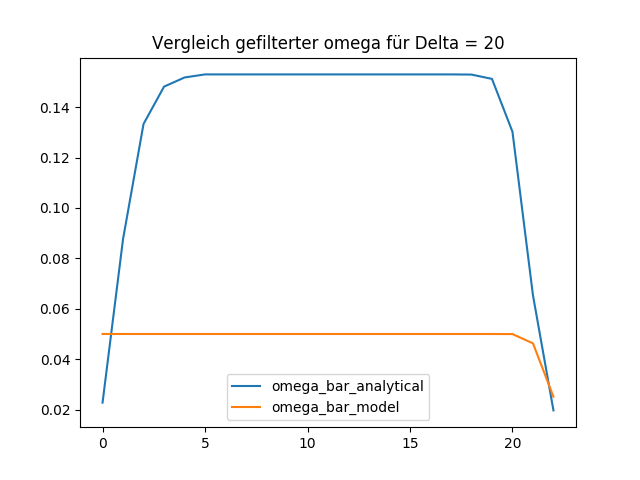 Vergleich gefilterter omega für Delta = 20
0.14
0.12
0.10
0.08
0.06
0.04
0.02
omega_bar_analytical
omega_bar_model
0 5 10 15 20